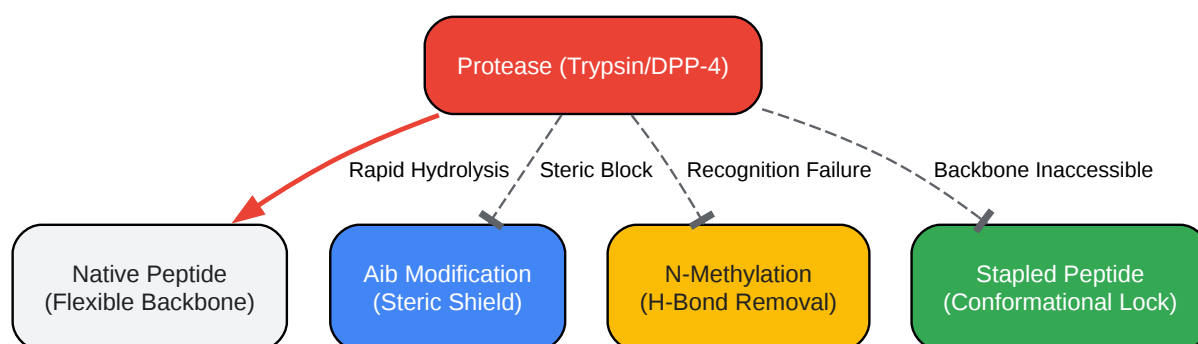 Protease (Trypsin/DPP-4)
Rapid Hydrolysis
Steric Block
Recognition Failure
Backbone Inaccessible
Native Peptide
(Flexible Backbone)
Aib Modification
(Steric Shield)
N-Methylation
(H-Bond Removal)
Stapled Peptide
(Conformational Lock)